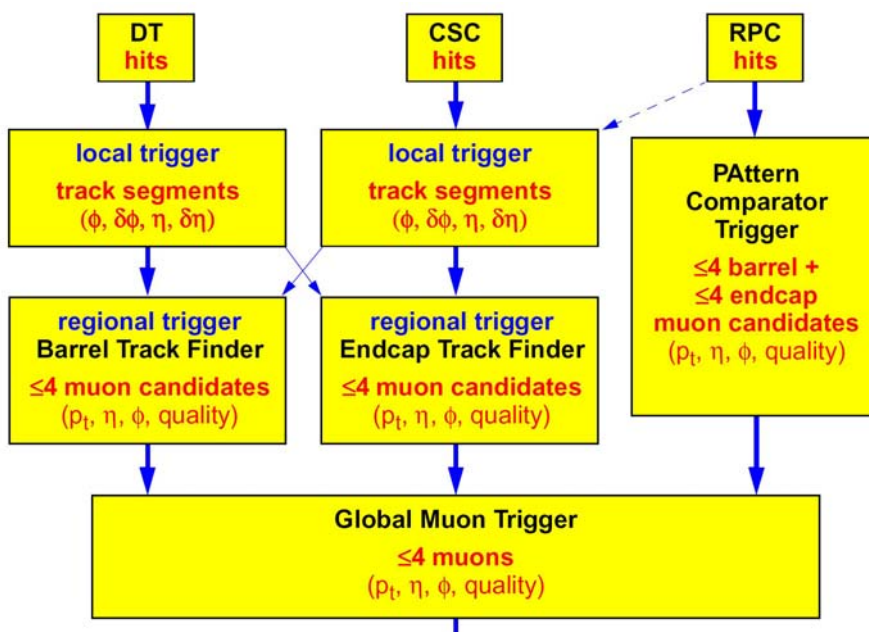 DT
hits
CSC
hits
RPC
hits
local trigger
track segments
(ϕ, δϕ, η, δη)
local trigger
track segments
(ϕ, δϕ, η, δη)
PAttern
Comparator
Trigger
≤4 barrel +
≤4 endcap
muon candidates
(pt, η, ϕ, quality)
regional trigger
Barrel Track Finder
≤4 muon candidates
(pt, η, ϕ, quality)
regional trigger
Endcap Track Finder
≤4 muon candidates
(pt, η, ϕ, quality)
Global Muon Trigger
≤4 muons
(pt, η, ϕ, quality)